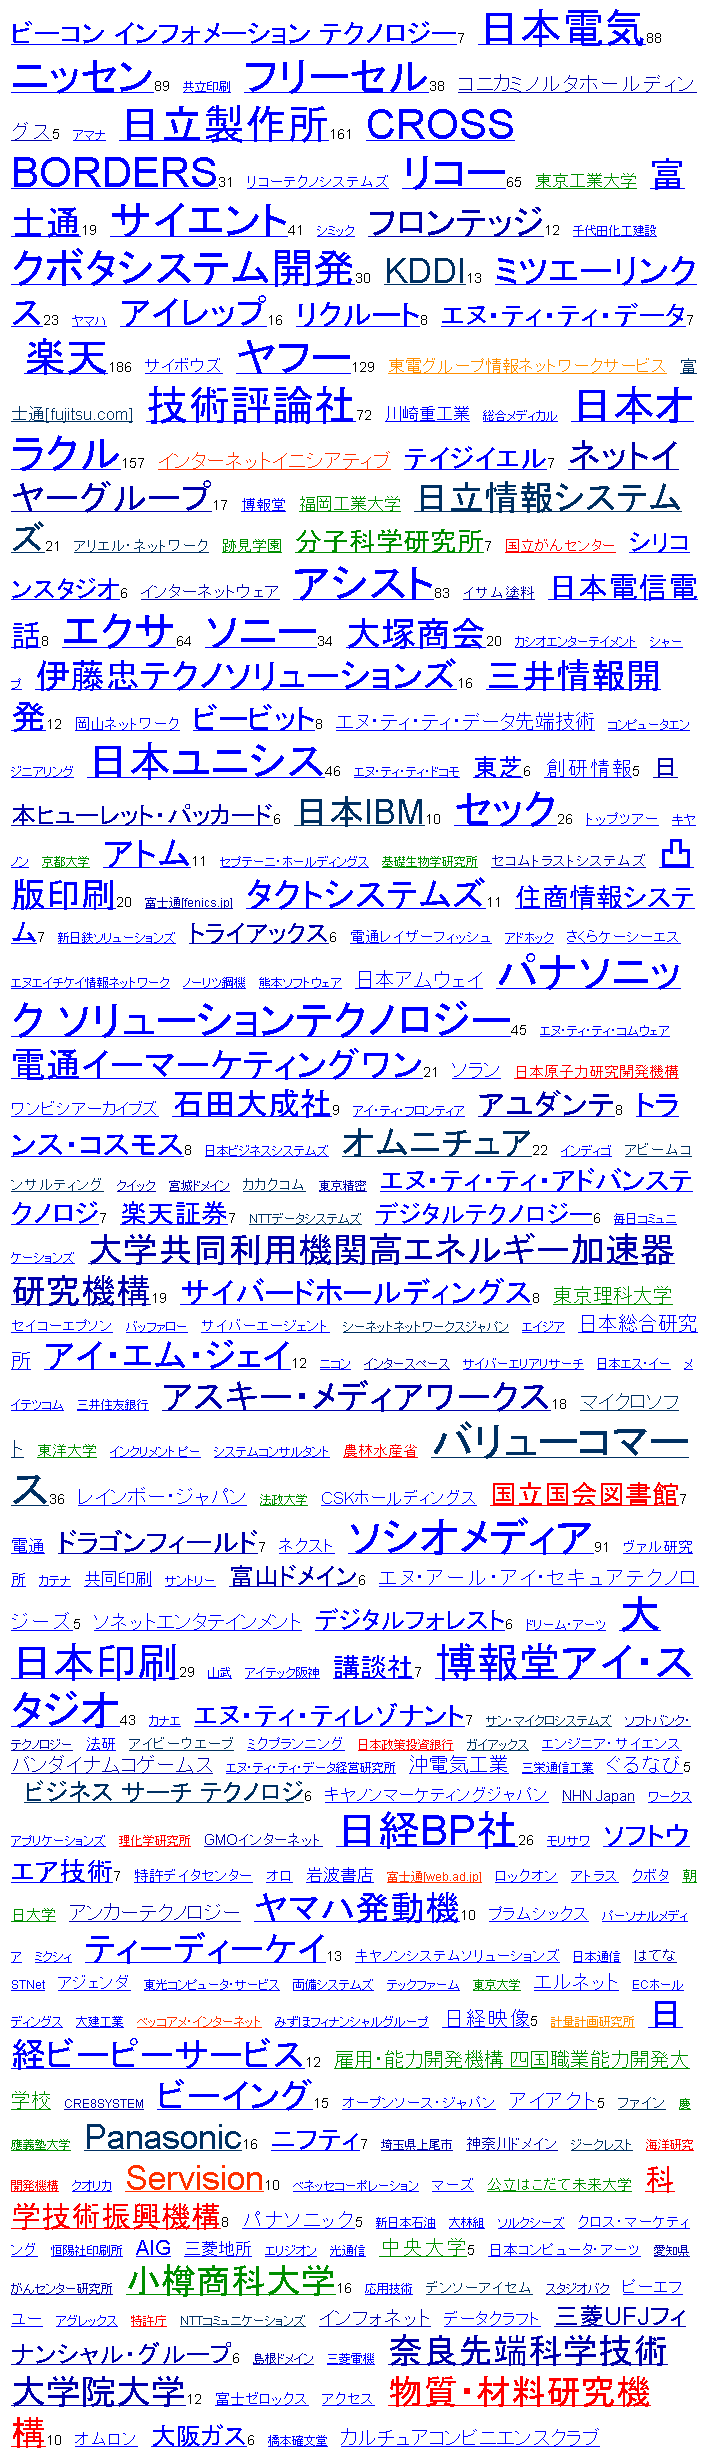 ビーコン インフォメーション テクノロジー7 日本電気88
ニッセン89 共立印刷 フリーセル38 コニカミノルタホールディン
グス5 アマナ 日立製作所161 CROSS
BORDERS31 リコーテクノシステムズ リコー65 東京工業大学 富
士通19 サイエント41 シミック フロンテッジ12 千代田化工建設
クボタシステム開発30 KDDI13 ミツエーリンク
ス23 ヤマハ アイレップ16 リクルート8 エヌ・ティ・ティ・データ7
楽天186 サイボウズ ヤフー129 東電グループ情報ネットワークサービス 富
士通[fujitsu.com] 技術評論社72 川崎重工業 総合メディカル 日本オ
ラクル157 インターネットイニシアティブ テイジイエル7 ネットイ
ヤーグループ17 博報堂 福岡工業大学 日立情報システム
ズ21 アリエル・ネットワーク 跡見学園 分子科学研究所7 国立がんセンター シリコ
ンスタジオ6 インターネットウェア アシスト83 イサム塗料 日本電信電
話8 エクサ64 ソニー34 大塚商会20 カシオエンターテイメント シャー
プ 伊藤忠テクノソリューションズ16 三井情報開
発12 岡山ネットワーク ビービット8 エヌ・ティ・ティ・データ先端技術 コンピュータエン
ジニアリング 日本ユニシス46 エヌ・ティ・ティ・ドコモ 東芝6 創研情報5 日
本ヒューレット・パッカード6 日本IBM10 セック26 トップツアー キヤ
ノン 京都大学 アトム11 セプテーニ・ホールディングス 基礎生物学研究所 セコムトラストシステムズ 凸
版印刷20 富士通[fenics.jp] タクトシステムズ11 住商情報システ
ム7 新日鉄ソリューションズ トライアックス6 電通レイザーフィッシュ アドホック さくらケーシーエス
エヌエイチケイ情報ネットワーク ノーリツ鋼機 熊本ソフトウェア 日本アムウェイ パナソニッ
ク ソリューションテクノロジー45 エヌ・ティ・ティ・コムウェア
電通イーマーケティングワン21 ソラン 日本原子力研究開発機構
ワンビシアーカイブズ 石田大成社9 アイ・ティ・フロンティア アユダンテ8 トラ
ンス・コスモス8 日本ビジネスシステムズ オムニチュア22 インディゴ アビームコ
ンサルティング クイック 宮城ドメイン カカクコム 東京精密 エヌ・ティ・ティ・アドバンステ
クノロジ7 楽天証券7 NTTデータシステムズ デジタルテクノロジー6 毎日コミュニ
ケーションズ 大学共同利用機関高エネルギー加速器
研究機構19 サイバードホールディングス8 東京理科大学
セイコーエプソン バッファロー サイバーエージェント シーネットネットワークスジャパン エイジア 日本総合研究
所 アイ・エム・ジェイ12 ニコン インタースペース サイバーエリアリサーチ 日本エス・イー メ
イテツコム 三井住友銀行 アスキー・メディアワークス18 マイクロソフ
ト 東洋大学 インクリメントピー システムコンサルタント 農林水産省 バリューコマー
ス36 レインボー・ジャパン 法政大学 CSKホールディングス 国立国会図書館7
電通 ドラゴンフィールド7 ネクスト ソシオメディア91 ヴァル研究
所 カテナ 共同印刷 サントリー 富山ドメイン6 エヌ・アール・アイ・セキュアテクノロ
ジーズ5 ソネットエンタテインメント デジタルフォレスト6 ドリーム・アーツ 大
日本印刷29 山武 アイテック阪神 講談社7 博報堂アイ・ス
タジオ43 カナエ エヌ・ティ・ティレゾナント7 サン・マイクロシステムズ ソフトバンク・
テクノロジー 法研 アイビーウエーブ ミクプランニング 日本政策投資銀行 ガイアックス エンジニア・サイエンス
バンダイナムコゲームス エヌ・ティ・ティ・データ経営研究所 沖電気工業 三栄通信工業 ぐるなび5
ビジネス サーチ テクノロジ6 キヤノンマーケティングジャパン NHN Japan ワークス
アプリケーションズ 理化学研究所 GMOインターネット 日経BP社26 モリサワ ソフトウ
エア技術7 特許デイタセンター オロ 岩波書店 富士通[web.ad.jp] ロックオン アトラス クボタ 朝
日大学 アンカーテクノロジー ヤマハ発動機10 プラムシックス パーソナルメディ
ア ミクシィ ティーディーケイ13 キヤノンシステムソリューションズ 日本通信 はてな
STNet アジェンダ 東光コンピュータ・サービス 両備システムズ テックファーム 東京大学 エルネット ECホール
ディングス 大建工業 ベッコアメ・インターネット みずほフィナンシャルグループ 日経映像5 計量計画研究所 日
経ビーピーサービス12 雇用・能力開発機構 四国職業能力開発大
学校 CRE8SYSTEM ビーイング15 オープンソース・ジャパン アイアクト5 ファイン 慶
應義塾大学 Panasonic16 ニフティ7 埼玉県上尾市 神奈川ドメイン ジークレスト 海洋研究
開発機構 クオリカ Servision10 ベネッセコーポレーション マーズ 公立はこだて未来大学 科
学技術振興機構8 パナソニック5 新日本石油 大林組 ソルクシーズ クロス・マーケティ
ング 恒陽社印刷所 AIG 三菱地所 エリジオン 光通信 中央大学5 日本コンピュータ・アーツ 愛知県
がんセンター研究所 小樽商科大学16 応用技術 デンソーアイセム スタジオバク ビーエフ
ユー アグレックス 特許庁 NTTコミュニケーションズ インフォネット データクラフト 三菱UFJフィ
ナンシャル・グループ6 島根ドメイン 三菱電機 奈良先端科学技術
大学院大学12 富士ゼロックス アクセス 物質・材料研究機
構10 オムロン 大阪ガス6 橋本確文堂 カルチュアコンビニエンスクラブ